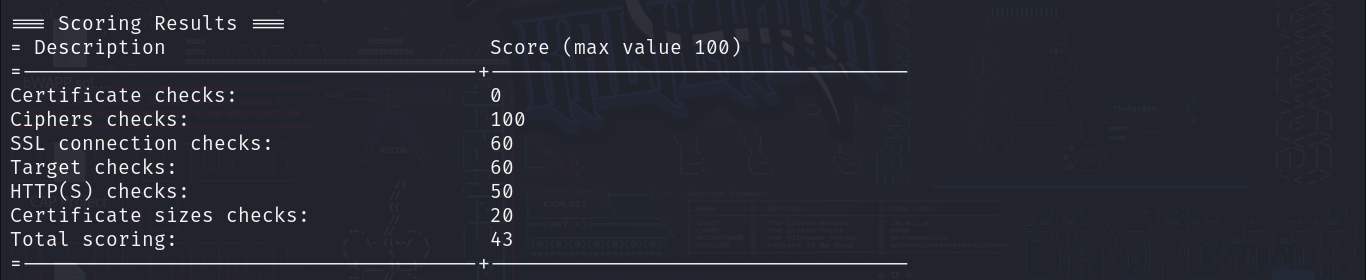 === Scoring Results ===
= Description Score (max value 100)
=--------------------------------------+-----------------------------------
Certificate checks: 0
Ciphers checks: 100
SSL connection checks: 60
Target checks: 60
HTTP(S) checks: 50
Certificate sizes checks: 20
Total scoring: 43
=--------------------------------------+-----------------------------------